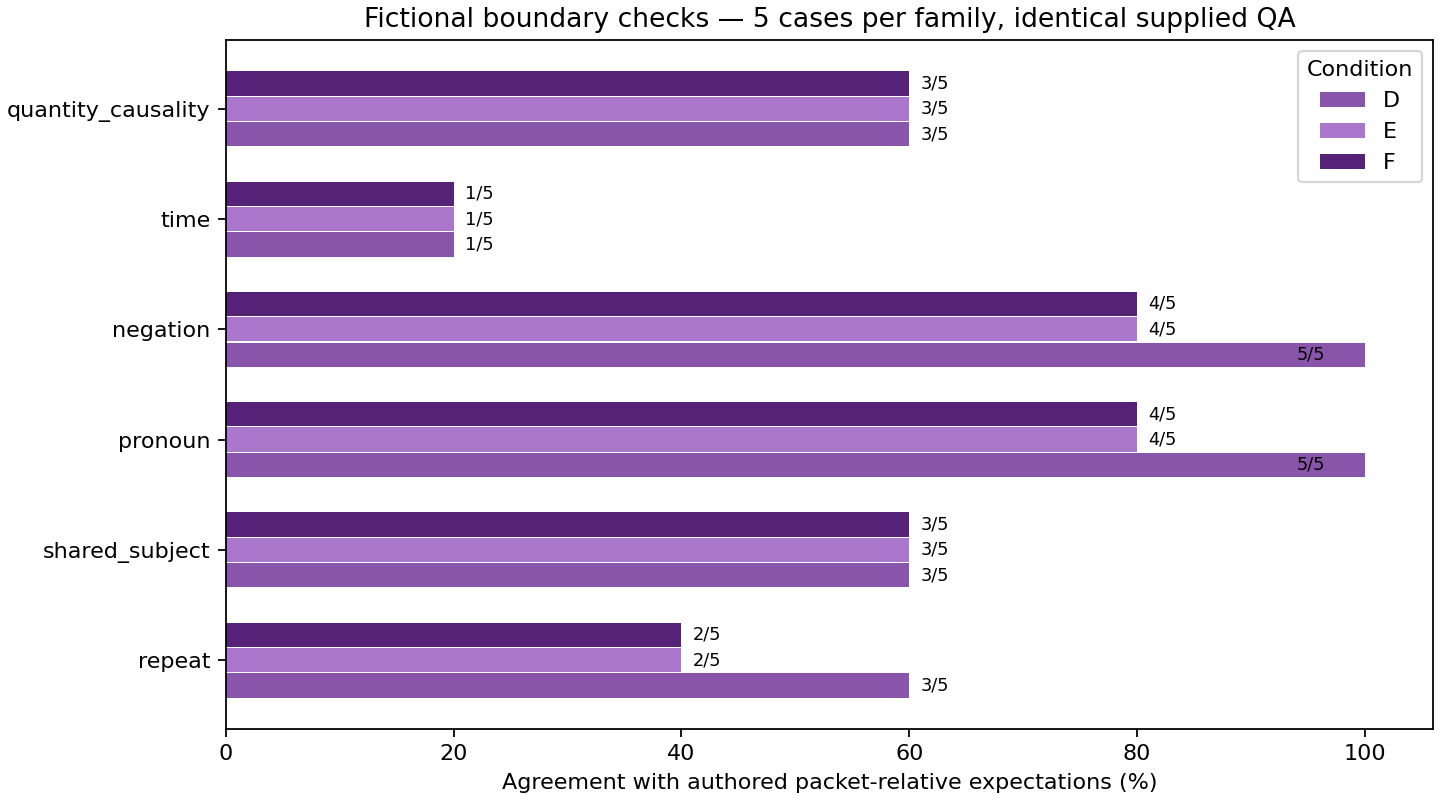 Fictional boundary checks — 5 cases per family, identical supplied QA
Condition
D
E
F
quantity_causality
3/5
3/5
3/5
time
1/5
1/5
1/5
negation
4/5
4/5
5/5
pronoun
4/5
4/5
5/5
shared_subject
3/5
3/5
3/5
repeat
2/5
2/5
3/5
0 20 40 60 80 100
Agreement with authored packet-relative expectations (%)